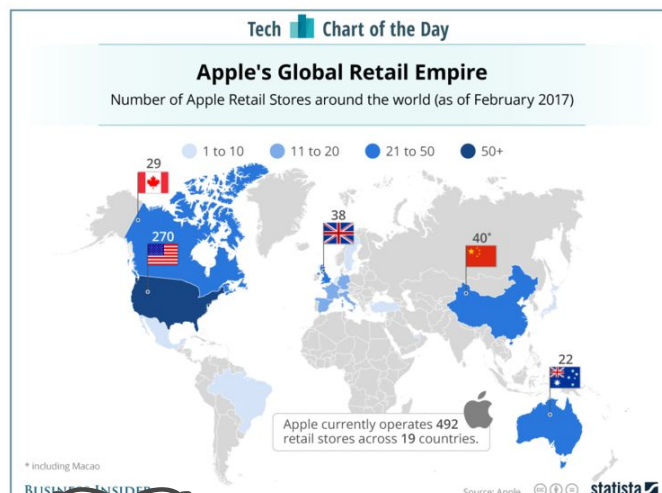 Tech Chart of the Day
Apple's Global Retail Empire
Number of Apple Retail Stores around the world (as of February 2017)
1 to 10 11 to 20 21 to 50 50+
29
38
270
40*
22
Apple currently operates 492
retail stores across 19 countries.
* including Macao
BUSINESS INSIDER
Source: Apple
statista